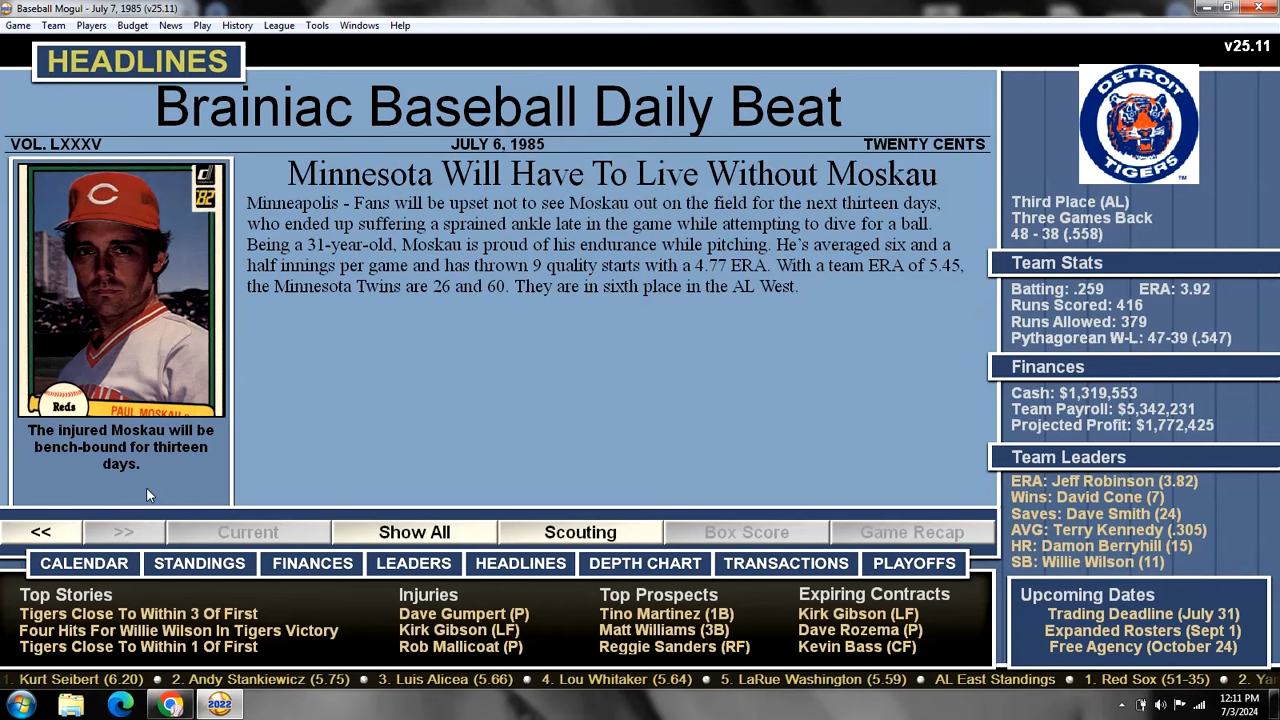 Baseball Mogul - July 7, 1985 (v25.11)
Game Team Players Budget News Play History League Tools Windows Help
HEADLINES
v25.11
Brainiac Baseball Daily Beat
VOL. LXXXV JULY 6, 1985 TWENTY CENTS
Minnesota Will Have To Live Without Moskau
Minneapolis - Fans will be upset not to see Moskau out on the field for the next thirteen days,
who ended up suffering a sprained ankle late in the game while attempting to dive for a ball.
Being a 31-year-old, Moskau is proud of his endurance while pitching. He's averaged six and a
half innings per game and has thrown 9 quality starts with a 4.77 ERA. With a team ERA of 5.45,
the Minnesota Twins are 26 and 60. They are in sixth place in the AL West.
'82
Reds
PAUL MOSKAU
The injured Moskau will be
bench-bound for thirteen
days.
DETROIT
TIGERS
TM
Third Place (AL)
Three Games Back
48 - 38 (.558)
Team Stats
Batting: .259 ERA: 3.92
Runs Scored: 416
Runs Allowed: 379
Pythagorean W-L: 47-39 (.547)
Finances
Cash: $1,319,553
Team Payroll: $5,342,231
Projected Profit: $1,772,425
Team Leaders
ERA: Jeff Robinson (3.82)
Wins: David Cone (7)
Saves: Dave Smith (24)
AVG: Terry Kennedy (.305)
HR: Damon Berryhill (15)
SB: Willie Wilson (11)
<< >> Current Show All Scouting Box Score Game Recap
CALENDAR STANDINGS FINANCES LEADERS HEADLINES DEPTH CHART TRANSACTIONS PLAYOFFS
Top Stories
Tigers Close To Within 3 Of First
Four Hits For Willie Wilson In Tigers Victory
Tigers Close To Within 1 Of First
Injuries
Dave Gumpert (P)
Kirk Gibson (LF)
Rob Mallicoat (P)
Top Prospects
Tino Martinez (1B)
Matt Williams (3B)
Reggie Sanders (RF)
Expiring Contracts
Kirk Gibson (LF)
Dave Rozema (P)
Kevin Bass (CF)
Upcoming Dates
Trading Deadline (July 31)
Expanded Rosters (Sept 1)
Free Agency (October 24)
1. Kurt Seibert (6.20) 2. Andy Stankiewicz (5.75) 3. Luis Alicea (5.66) 4. Lou Whitaker (5.64) 5. LaRue Washington (5.59) AL East Standings 1. Red Sox (51-35) 2. Yan
2022
12:11 PM
7/3/2024